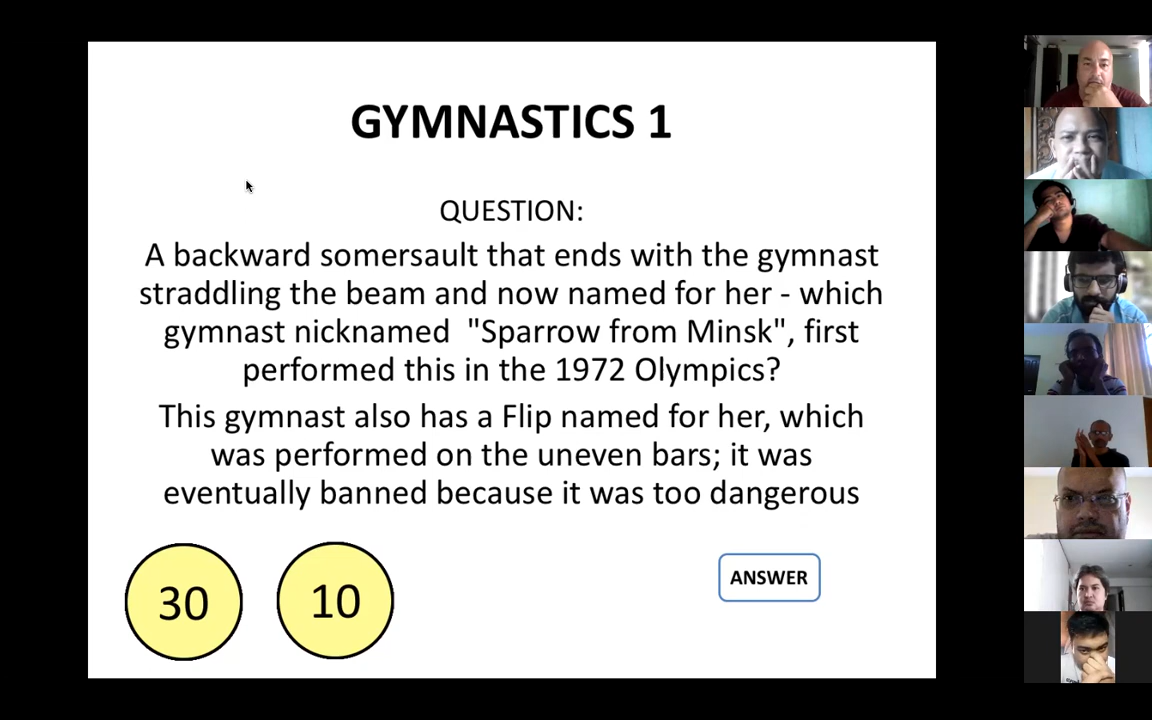 GYMNASTICS 1
QUESTION:
A backward somersault that ends with the gymnast
straddling the beam and now named for her - which
gymnast nicknamed  "Sparrow from Minsk", first
performed this in the 1972 Olympics?
This gymnast also has a Flip named for her, which
was performed on the uneven bars; it was
eventually banned because it was too dangerous
30 10 ANSWER